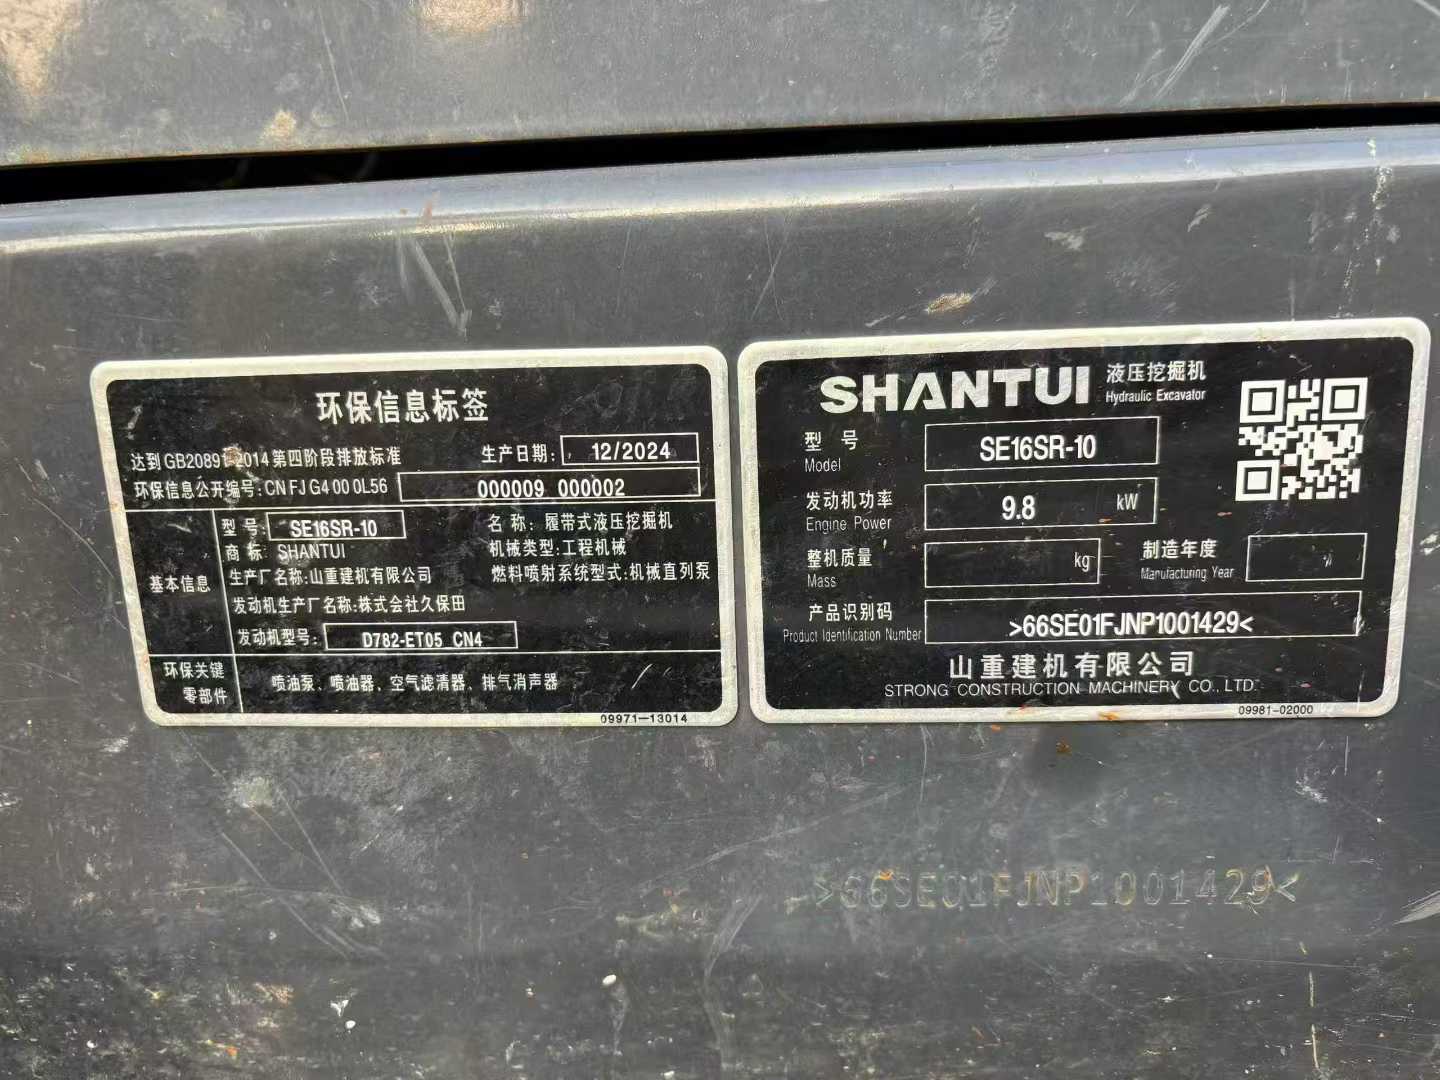 环保信息标签
达到GB20891-2014第四阶段排放标准 生产日期: 12/2024
环保信息公开编号:CN FJ G4 00 0L56 000009 000002
基本信息
型 号: SE16SR-10 名 称: 履带式液压挖掘机
商 标: SHANTUI 机械类型:工程机械
生产厂名称:山重建机有限公司 燃料喷射系统型式:机械直列泵
发动机生产厂名称:株式会社久保田
发动机型号: D782-ET05 CN4
环保关键零部件 喷油泵、喷油器、空气滤清器、排气消声器
09971-13014
SHANTUI 液压挖掘机
Hydraulic Excavator
型 号 SE16SR-10
Model
发动机功率 9.8 kW
Engine Power
整机质量 kg 制造年度
Mass Manufacturing Year
产品识别码 >66SE01FJNP1001429<
Product Identification Number
山重建机有限公司
STRONG CONSTRUCTION MACHINERY CO., LTD.
09981-02000
>66SE01FJNP1001429<